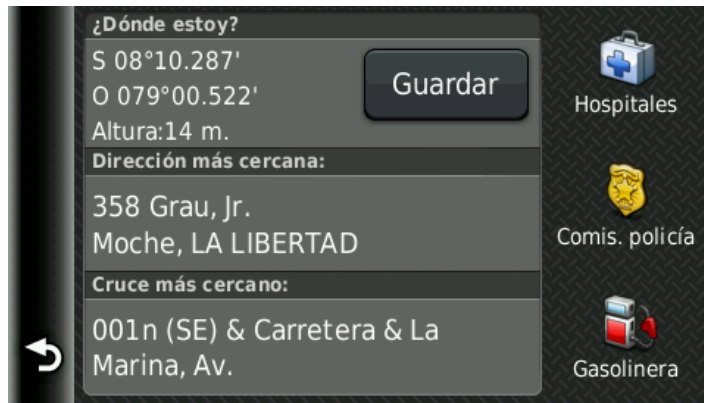 ¿Dónde estoy?
S 08°10.287'
O 079°00.522'
Altura:14 m.
Guardar
Dirección más cercana:
358 Grau, Jr.
Moche, LA LIBERTAD
Cruce más cercano:
001n (SE) & Carretera & La
Marina, Av.
Hospitales
Comis. policía
Gasolinera